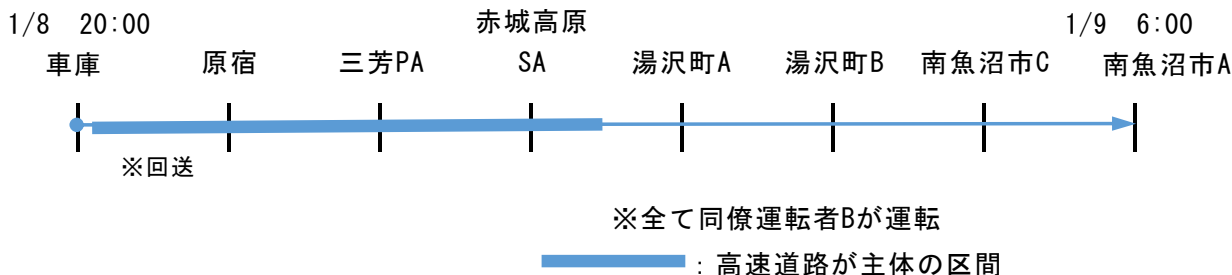 1/8 20:00
1/9 6:00
車庫
原宿
三芳PA
赤城高原
SA
湯沢町A
湯沢町B
南魚沼市C
南魚沼市A
※回送
※全て同僚運転者Bが運転
：高速道路が主体の区間